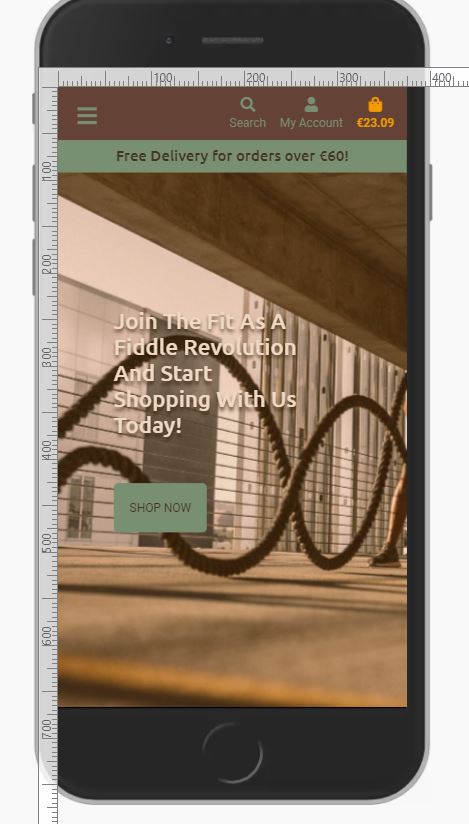 100 200 300 400
Search My Account €23.09
Free Delivery for orders over €60!
100
200
Join The Fit As A
300
Fiddle Revolution
And Start
Shopping With Us
Today!
400
SHOP NOW
500
600
700